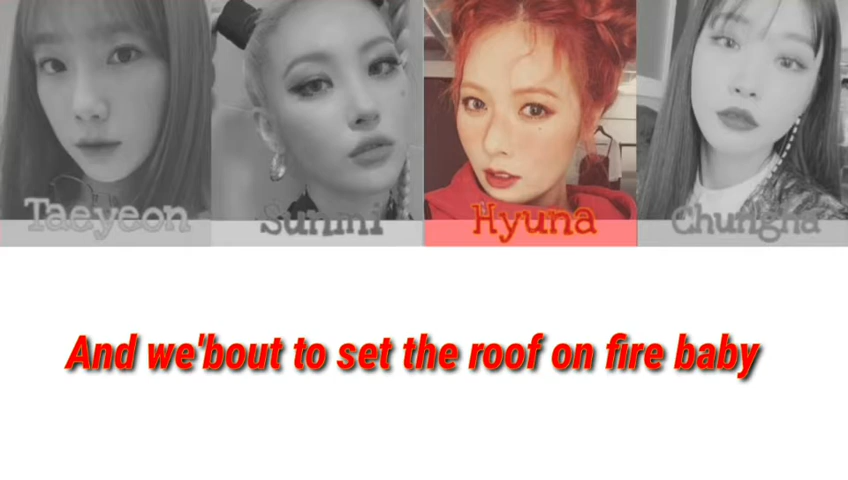 Taeyeon Sunmi Hyuna Chungha
And we'bout to set the roof on fire baby